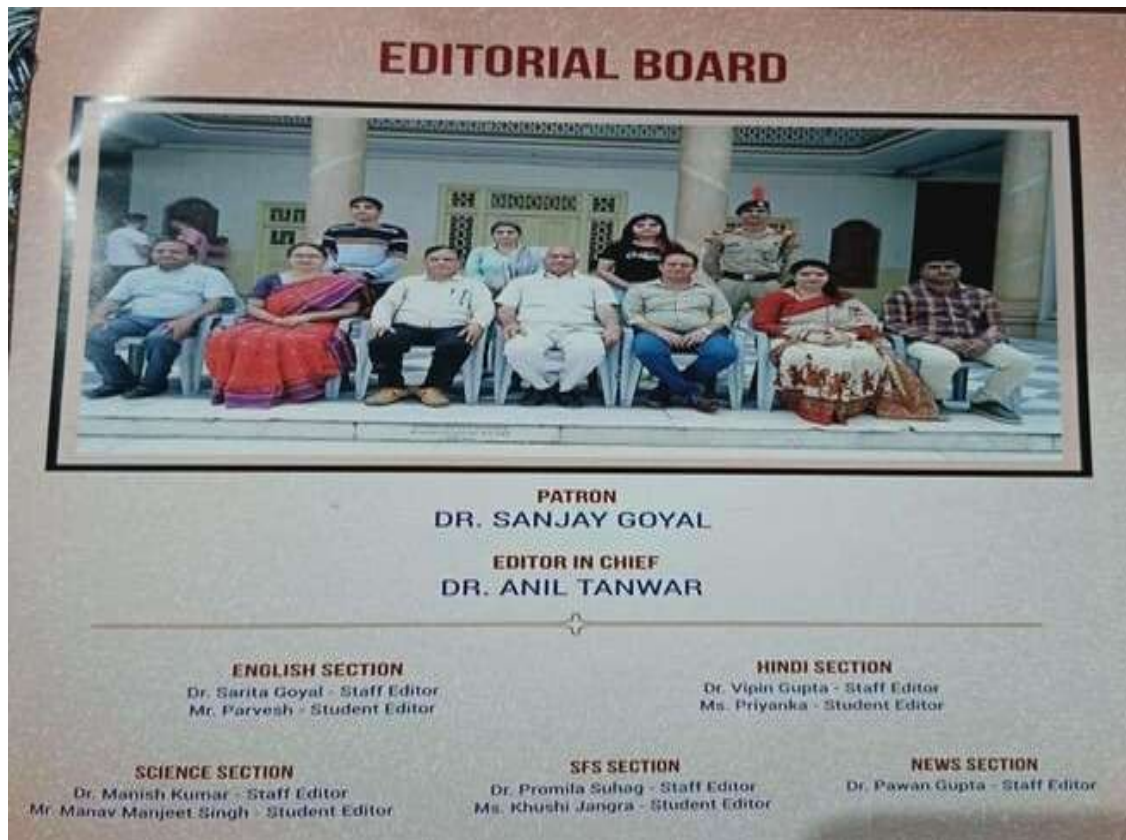 EDITORIAL BOARD
PATRON
DR. SANJAY GOYAL
EDITOR IN CHIEF
DR. ANIL TANWAR
ENGLISH SECTION
Dr. Sarita Goyal - Staff Editor
Mr. Parvesh - Student Editor
HINDI SECTION
Dr. Vipin Gupta - Staff Editor
Ms. Priyanka - Student Editor
SCIENCE SECTION
Dr. Manish Kumar - Staff Editor
Mr. Manav Manjeet Singh - Student Editor
SFS SECTION
Dr. Promila Suhag - Staff Editor
Ms. Khushi Jangra - Student Editor
NEWS SECTION
Dr. Pawan Gupta - Staff Editor